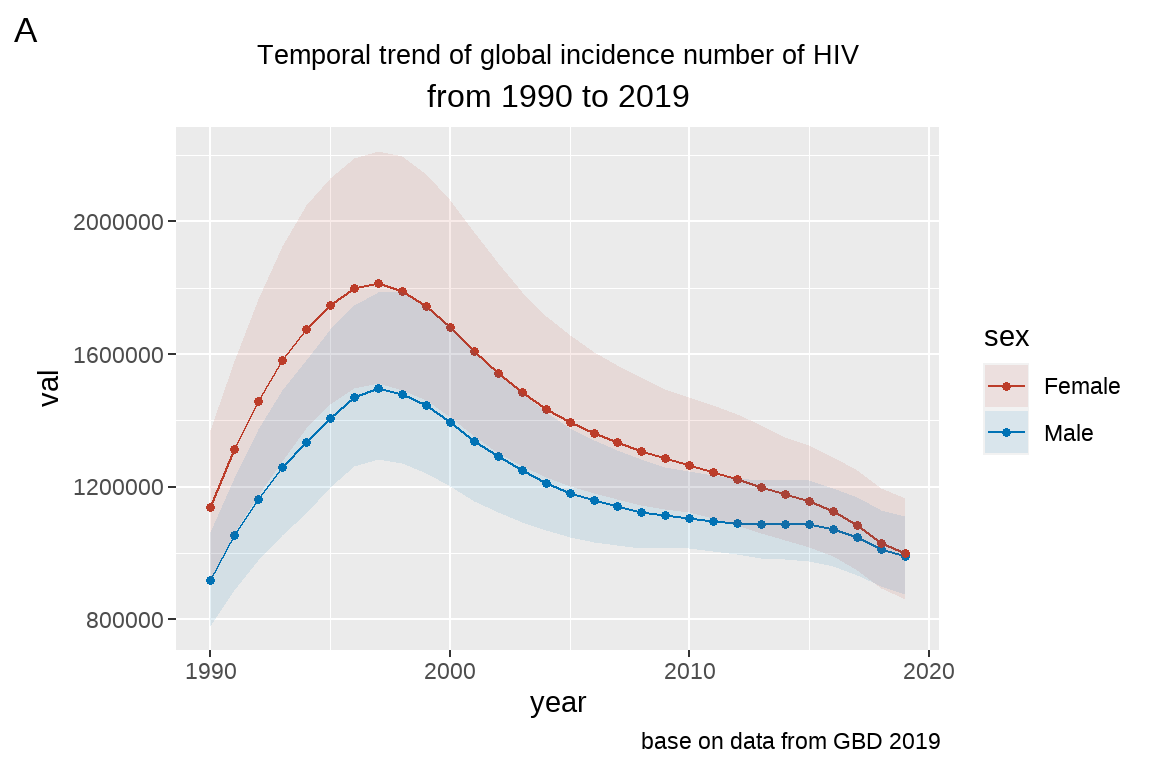 A
Temporal trend of global incidence number of HIV
from 1990 to 2019
2000000
1600000
1200000
800000
val
1990 2000 2010 2020
year
sex
Female
Male
base on data from GBD 2019